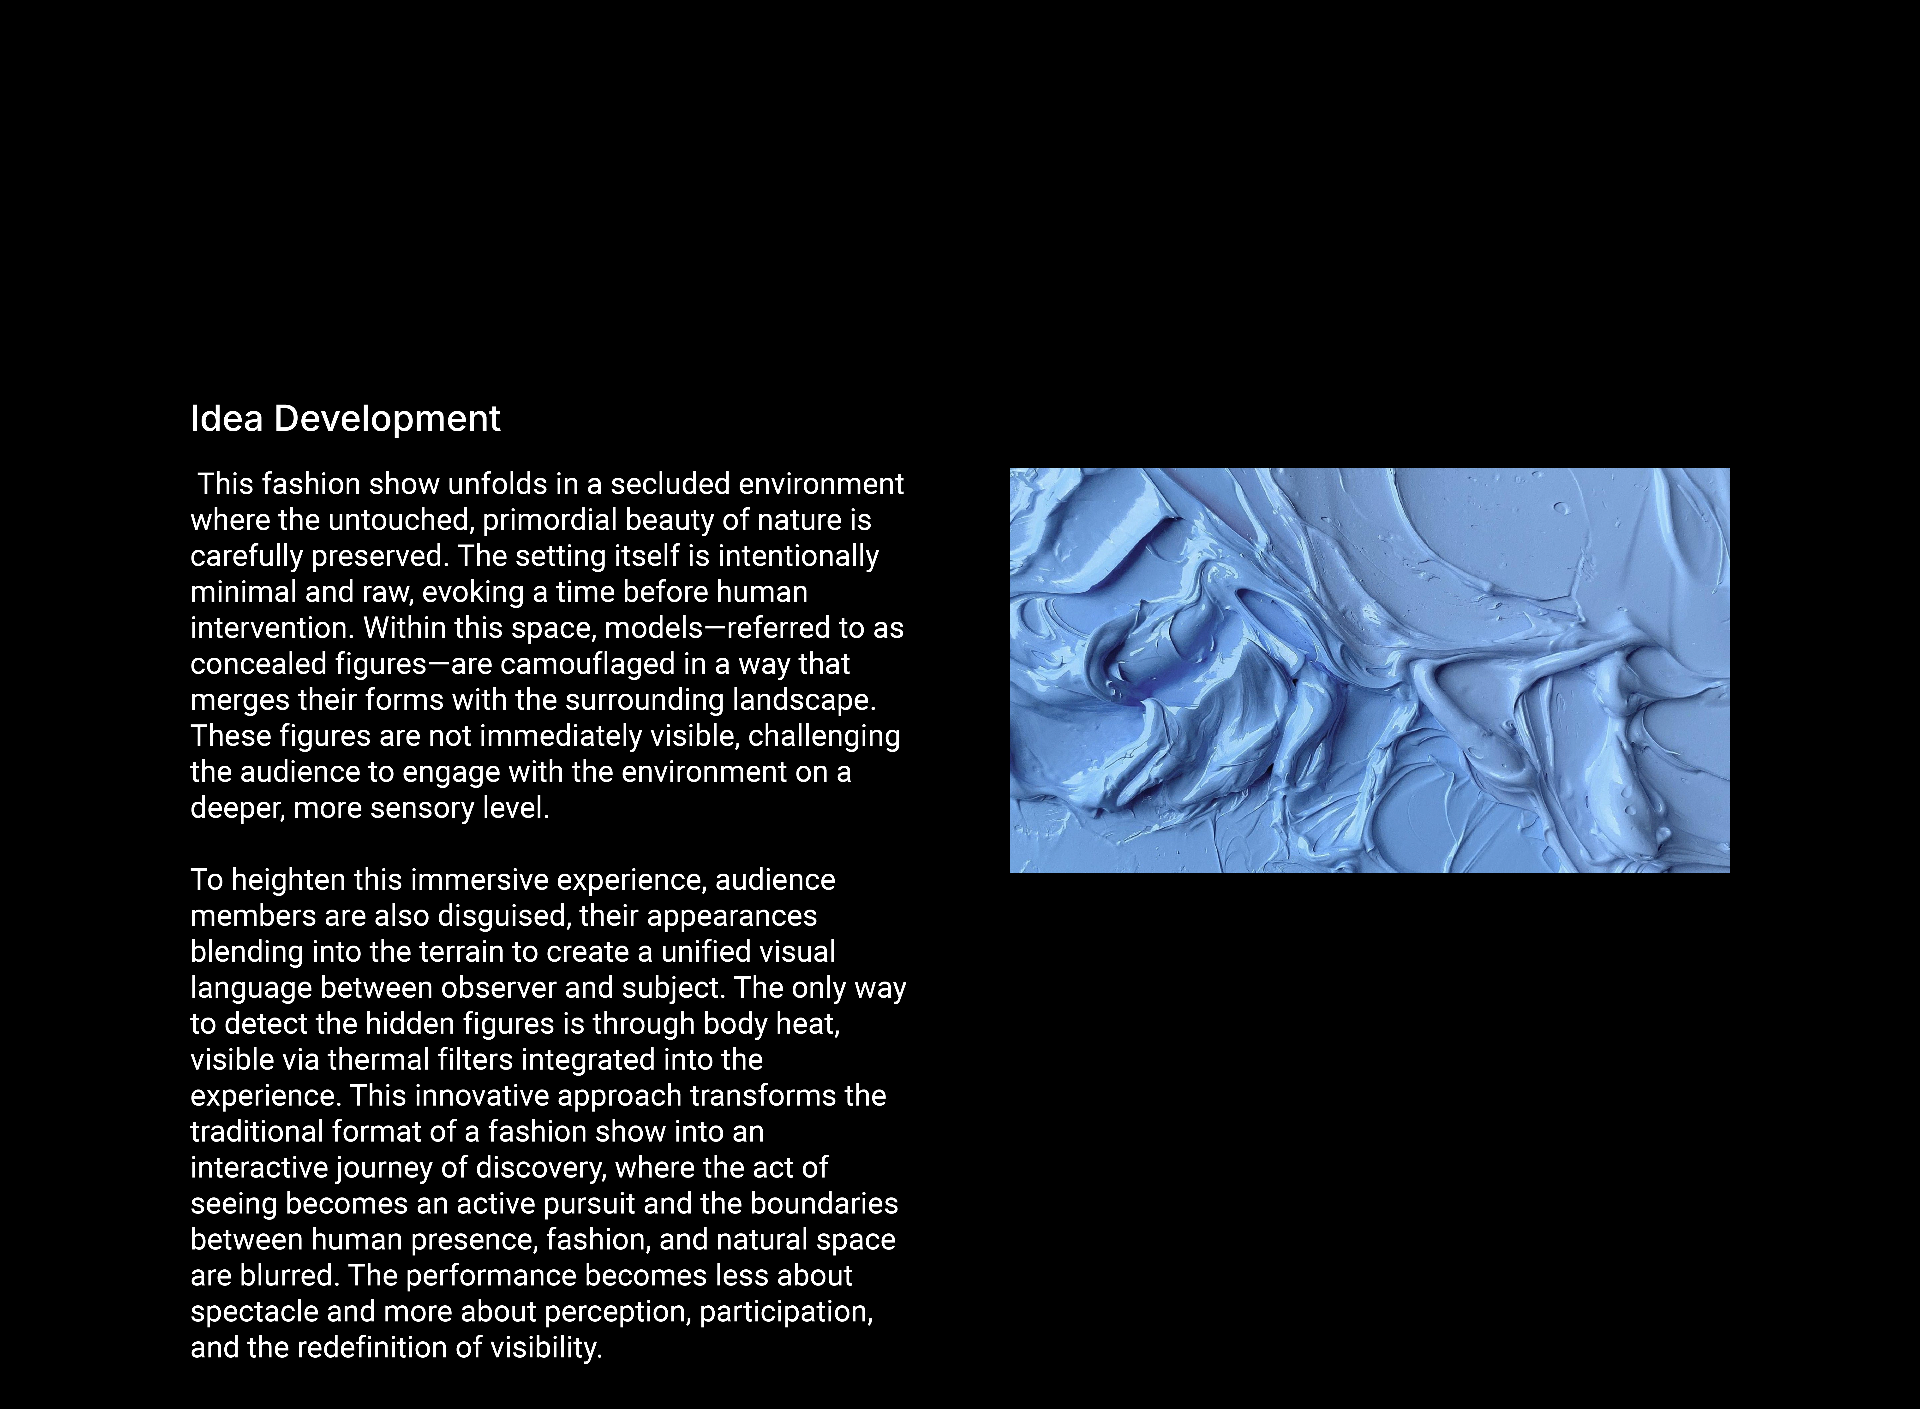 Idea Development
This fashion show unfolds in a secluded environment
where the untouched, primordial beauty of nature is
carefully preserved. The setting itself is intentionally
minimal and raw, evoking a time before human
intervention. Within this space, models—referred to as
concealed figures—are camouflaged in a way that
merges their forms with the surrounding landscape.
These figures are not immediately visible, challenging
the audience to engage with the environment on a
deeper, more sensory level.
To heighten this immersive experience, audience
members are also disguised, their appearances
blending into the terrain to create a unified visual
language between observer and subject. The only way
to detect the hidden figures is through body heat,
visible via thermal filters integrated into the
experience. This innovative approach transforms the
traditional format of a fashion show into an
interactive journey of discovery, where the act of
seeing becomes an active pursuit and the boundaries
between human presence, fashion, and natural space
are blurred. The performance becomes less about
spectacle and more about perception, participation,
and the redefinition of visibility.